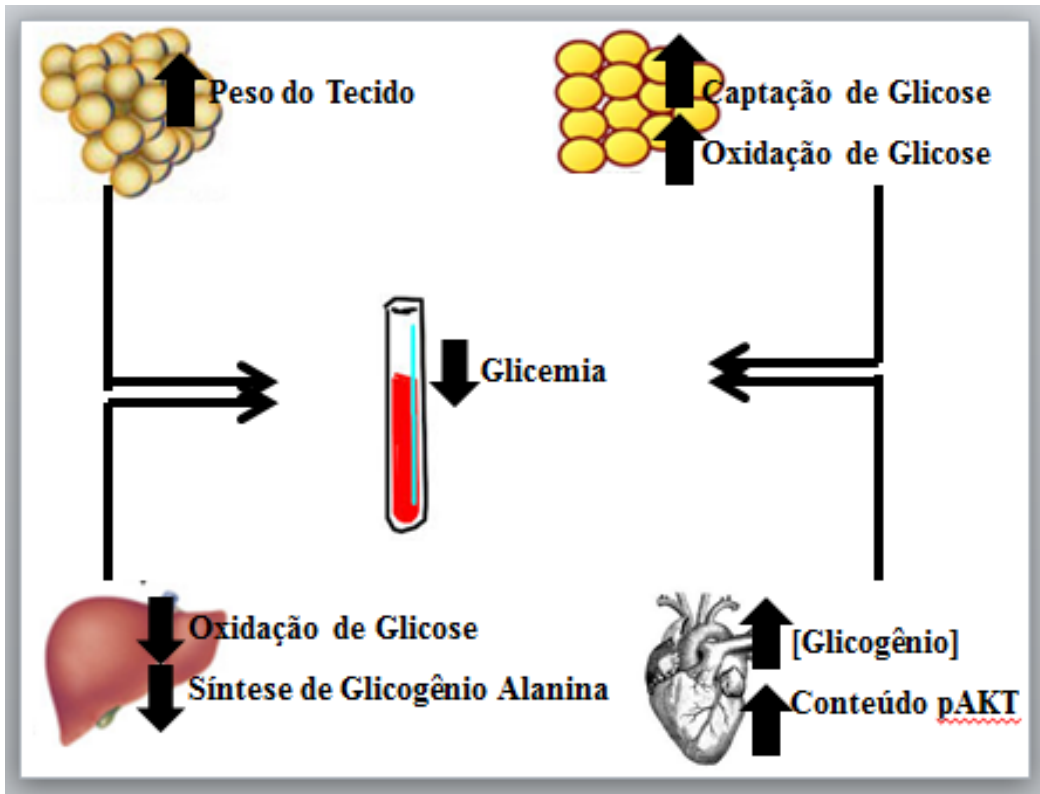 Peso do Tecido
Captação de Glicose
Oxidação de Glicose
Glicemia
Oxidação de Glicose
Síntese de Glicogênio Alanina
[Glicogênio]
Conteúdo pAKT